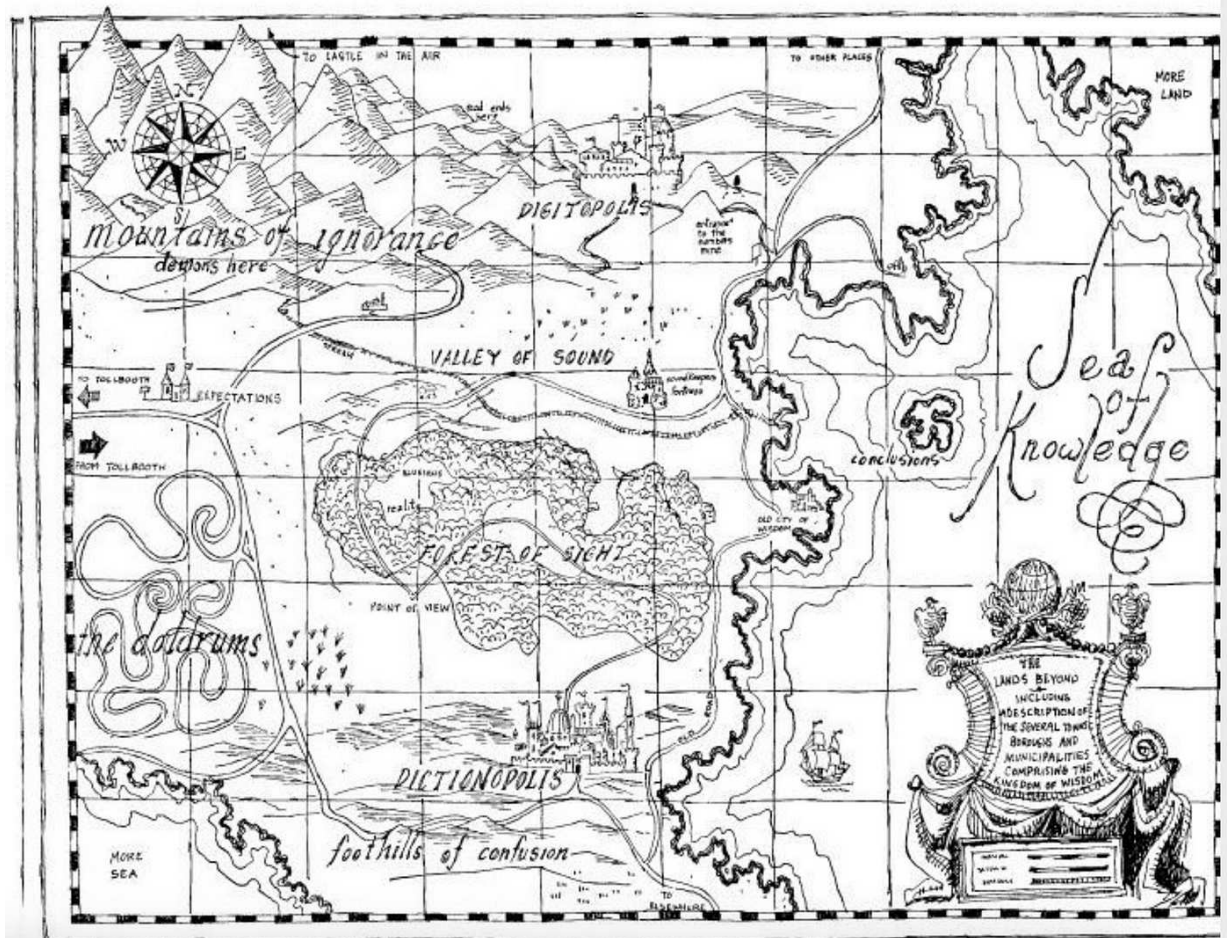 TO CASTLE IN THE AIR
TO OTHER PLACES
MORE
LAND
road ends
here
N
W
E
S
DIGITOPOLIS
entrance
to the
numbers
mine
mountains of ignorance
demons here
VALLEY OF SOUND
soundkeepers
fortress
TO TOLLBOOTH
EXPECTATIONS
FROM TOLLBOOTH
Sea
of
Knowledge
conclusions
illusions
reality
OLD CITY OF
WISDOM
FOREST OF SIGHT
POINT OF VIEW
the doldrums
THE
LANDS BEYOND
INCLUDING
A DESCRIPTION OF
THE SEVERAL TOWNS
BOROUGHS AND
MUNICIPALITIES
COMPRISING THE
KINGDOM OF WISDOM
OLD
ROAD
DICTIONOPOLIS
foothills of confusion
MORE
SEA
TO
ELSEWHERE